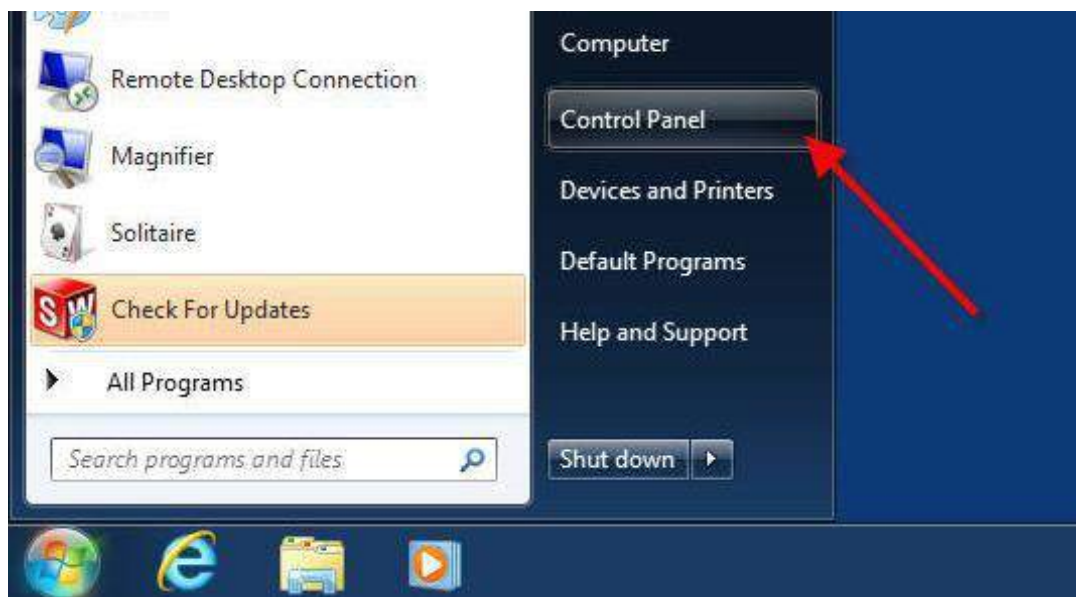 Remote Desktop Connection
Magnifier
Solitaire
SW
Check For Updates
All Programs
Search programs and files
Computer
Control Panel
Devices and Printers
Default Programs
Help and Support
Shut down